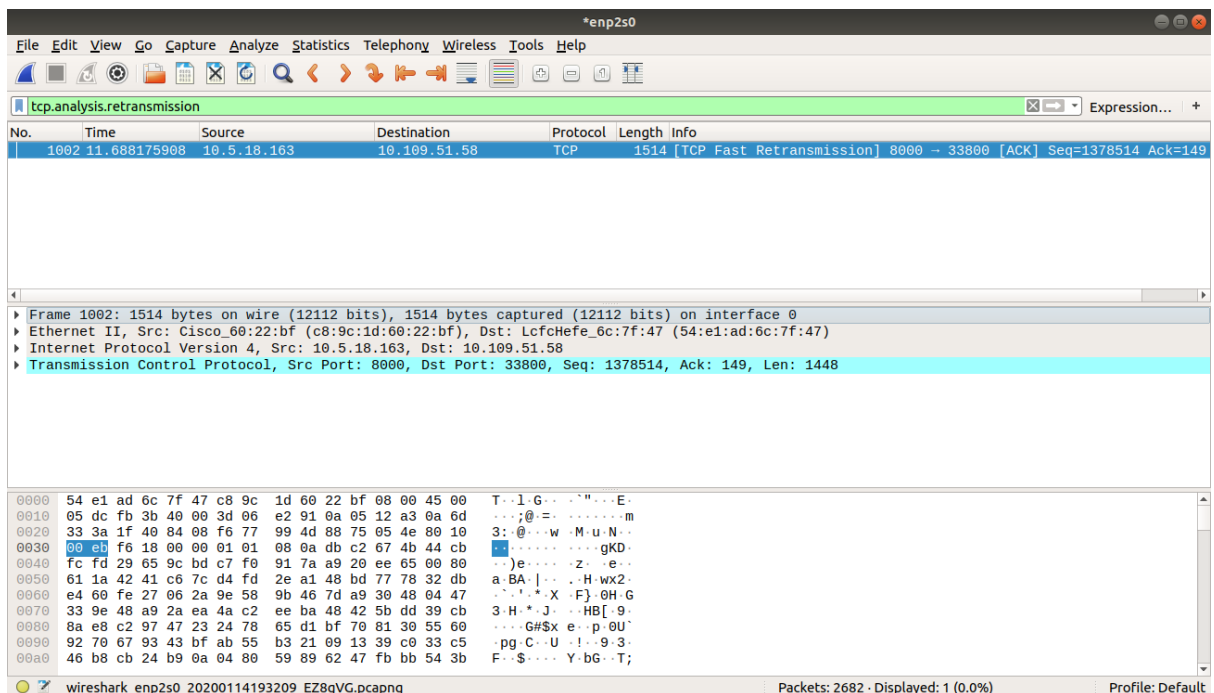 *enp2s0
File Edit View Go Capture Analyze Statistics Telephony Wireless Tools Help
tcp.analysis.retransmission Expression… +
No. Time Source Destination Protocol Length Info
1002 11.688175908 10.5.18.163 10.109.51.58 TCP 1514 [TCP Fast Retransmission] 8000 → 33800 [ACK] Seq=1378514 Ack=149
Frame 1002: 1514 bytes on wire (12112 bits), 1514 bytes captured (12112 bits) on interface 0
Ethernet II, Src: Cisco_60:22:bf (c8:9c:1d:60:22:bf), Dst: LcfcHefe_6c:7f:47 (54:e1:ad:6c:7f:47)
Internet Protocol Version 4, Src: 10.5.18.163, Dst: 10.109.51.58
Transmission Control Protocol, Src Port: 8000, Dst Port: 33800, Seq: 1378514, Ack: 149, Len: 1448
0000 54 e1 ad 6c 7f 47 c8 9c 1d 60 22 bf 08 00 45 00 T··l·G·· ·`"···E·
0010 05 dc fb 3b 40 00 3d 06 e2 91 0a 05 12 a3 0a 6d ···;@·=· ·······m
0020 33 3a 1f 40 84 08 f6 77 99 4d 88 75 05 4e 80 10 3:·@···w ·M·u·N··
0030 00 eb f6 18 00 00 01 01 08 0a db c2 67 4b 44 cb ········ ····gKD·
0040 fc fd 29 65 9c bd c7 f0 91 7a a9 20 ee 65 00 80 ··)e···· ·z· ·e··
0050 61 1a 42 41 c6 7c d4 fd 2e a1 48 bd 77 78 32 db a·BA·|·· .·H·wx2·
0060 e4 60 fe 27 06 2a 9e 58 9b 46 7d a9 30 48 04 47 ·`·'·*·X ·F}·0H·G
0070 33 9e 48 a9 2a ea 4a c2 ee ba 48 42 5b dd 39 cb 3·H·*·J· ··HB[·9·
0080 8a e8 c2 97 47 23 24 78 65 d1 bf 70 81 30 55 60 ····G#$x e··p·0U`
0090 92 70 67 93 43 bf ab 55 b3 21 09 13 39 c0 33 c5 ·pg·C··U ·!··9·3·
00a0 46 b8 cb 24 b9 0a 04 80 59 89 62 47 fb bb 54 3b F··$···· Y·bG··T;
wireshark_enp2s0_20200114193209_EZ8qVG.pcapng Packets: 2682 · Displayed: 1 (0.0%) Profile: Default